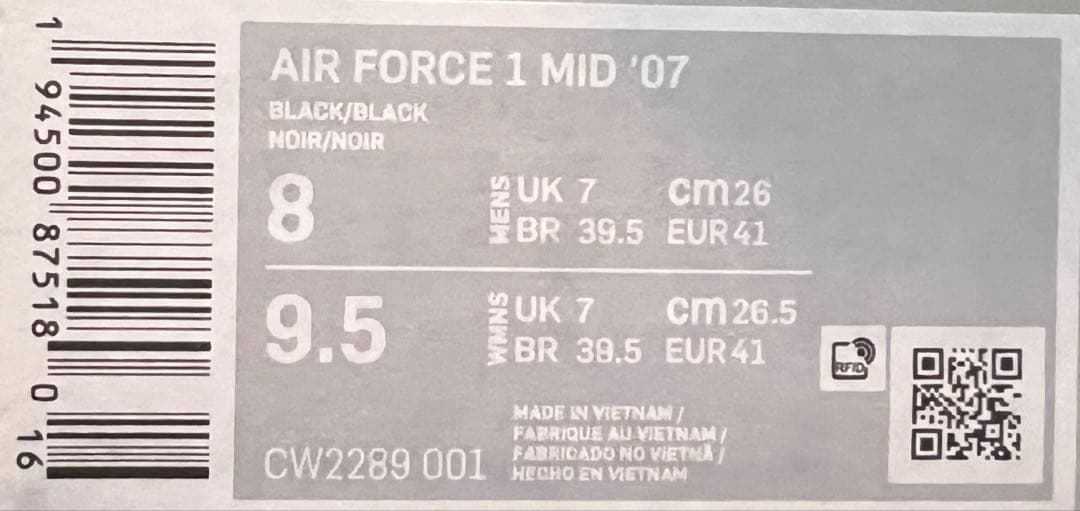 1 94500 87518 0
16
AIR FORCE 1 MID '07
BLACK/BLACK
NOIR/NOIR
8
MENS
UK 7 cm 26
BR 39.5 EUR 41
9.5
WMNS
UK 7 cm 26.5
BR 39.5 EUR 41
RFID
MADE IN VIETNAM /
FABRIQUE AU VIETNAM /
FABRICADO NO VIETNÃ /
HECHO EN VIETNAM
CW2289 001